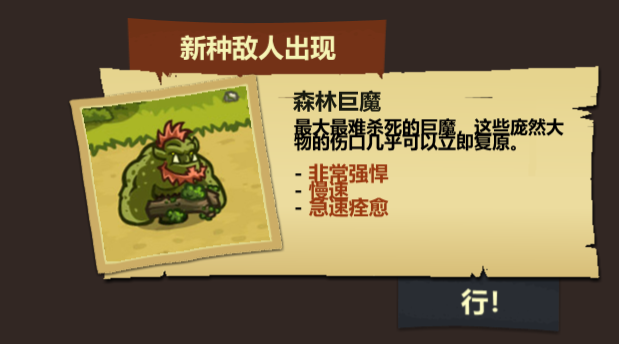 新种敌人出现
森林巨魔
最大最难杀死的巨魔，这些庞然大
物的伤口几乎可以立即复原。
- 非常强悍
- 慢速
- 急速痊愈
行！